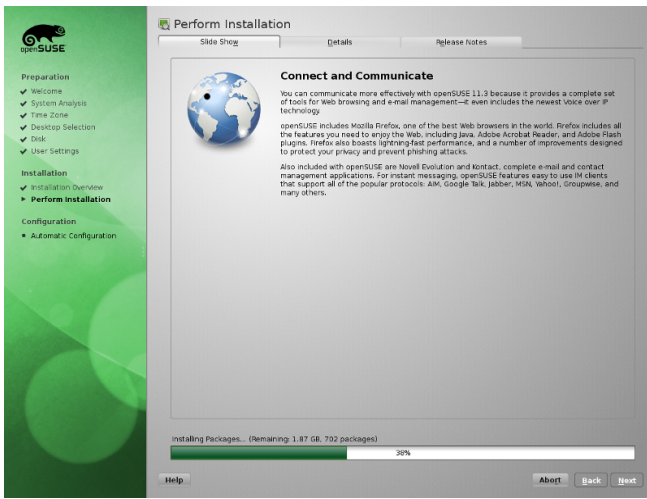 openSUSE
Preparation
Welcome
System Analysis
Time Zone
Desktop Selection
Disk
User Settings
Installation
Installation Overview
Perform Installation
Configuration
Automatic Configuration
Perform Installation
Slide Show
Details
Release Notes
Connect and Communicate
You can communicate more effectively with openSUSE 11.3 because it provides a complete set
of tools for Web browsing and e-mail management—it even includes the newest Voice over IP
technology.
openSUSE includes Mozilla Firefox, one of the best Web browsers in the world. Firefox includes all
the features you need to enjoy the Web, including Java, Adobe Acrobat Reader, and Adobe Flash
plugins. Firefox also boasts lightning-fast performance, and a number of improvements designed
to protect your privacy and prevent phishing attacks.
Also included with openSUSE are Novell Evolution and Kontact, complete e-mail and contact
management applications. For instant messaging, openSUSE features easy to use IM clients
that support all of the popular protocols: AIM, Google Talk, Jabber, MSN, Yahoo!, Groupwise, and
many others.
Installing Packages... (Remaining: 1.87 GB, 702 packages)
38%
Help
Abort
Back
Next